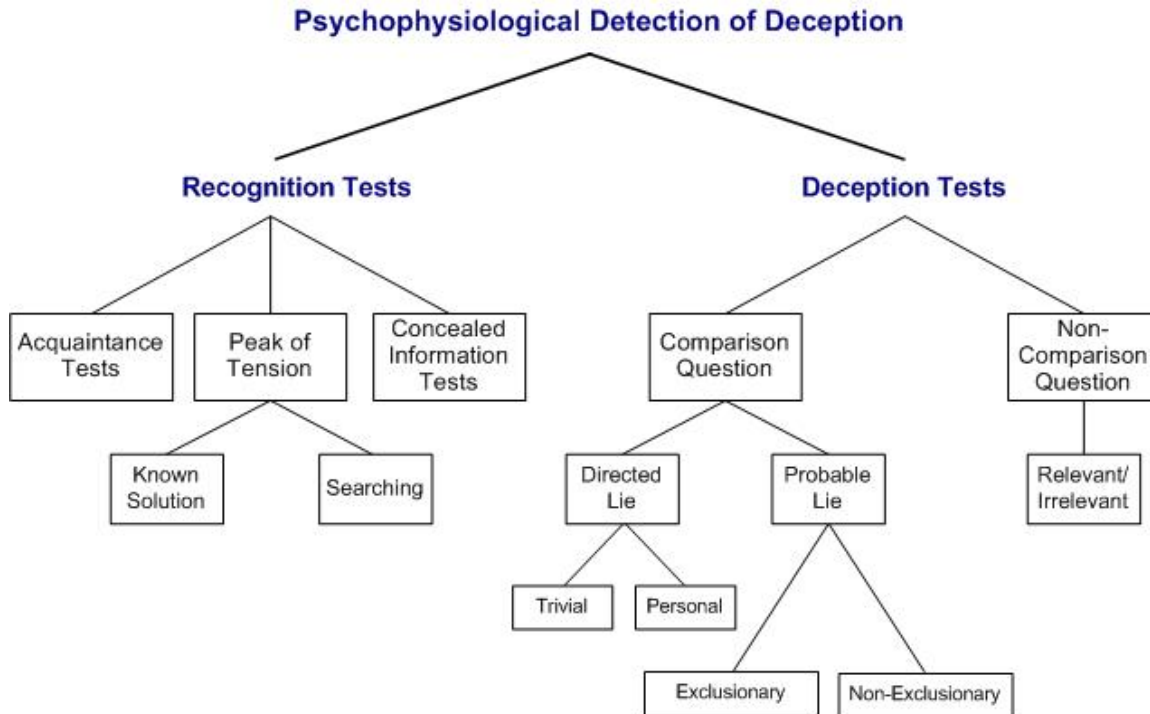 Psychophysiological Detection of Deception
Recognition Tests
Deception Tests
Acquaintance
Tests
Peak of
Tension
Concealed
Information
Tests
Comparison
Question
Non-
Comparison
Question
Known
Solution
Searching
Directed
Lie
Probable
Lie
Relevant/
Irrelevant
Trivial
Personal
Exclusionary
Non-Exclusionary